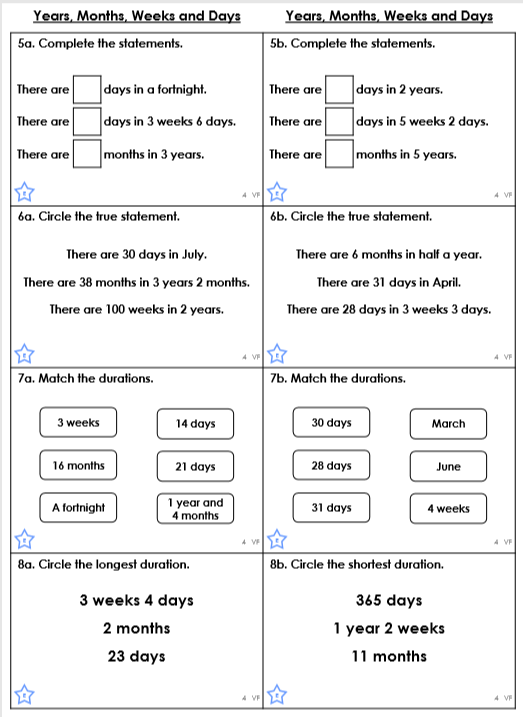 Years, Months, Weeks and Days
Years, Months, Weeks and Days
5a. Complete the statements.
There are days in a fortnight.
There are days in 3 weeks 6 days.
There are months in 3 years.
E
4 VF
5b. Complete the statements.
There are days in 2 years.
There are days in 5 weeks 2 days.
There are months in 5 years.
E
4 VF
6a. Circle the true statement.
There are 30 days in July.
There are 38 months in 3 years 2 months.
There are 100 weeks in 2 years.
E
4 VF
6b. Circle the true statement.
There are 6 months in half a year.
There are 31 days in April.
There are 28 days in 3 weeks 3 days.
E
4 VF
7a. Match the durations.
3 weeks
14 days
16 months
21 days
A fortnight
1 year and
4 months
E
4 VF
7b. Match the durations.
30 days
March
28 days
June
31 days
4 weeks
E
4 VF
8a. Circle the longest duration.
3 weeks 4 days
2 months
23 days
E
4 VF
8b. Circle the shortest duration.
365 days
1 year 2 weeks
11 months
E
4 VF